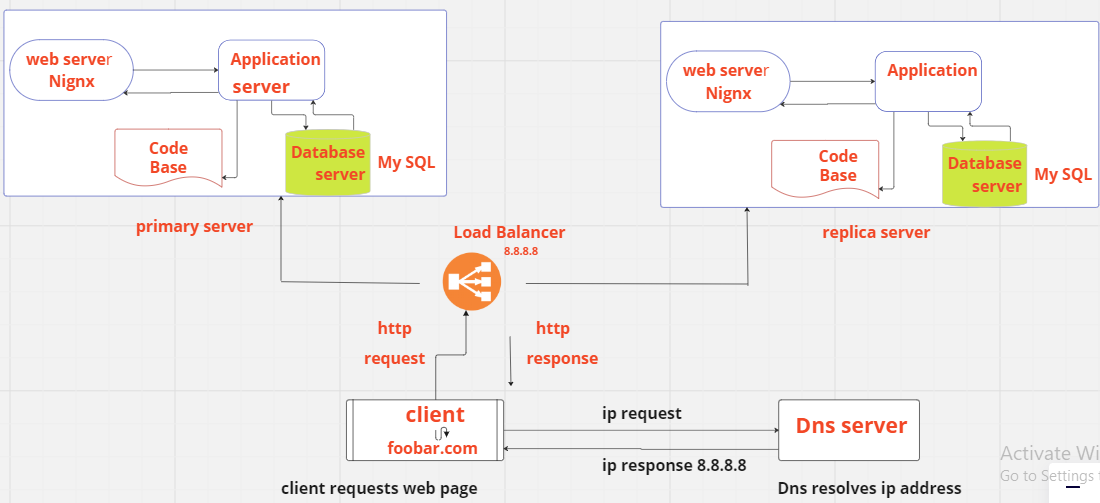 web server
Nignx
Application
server
Code
Base
Database
server
My SQL
primary server
web server
Nignx
Application
Code
Base
Database
server
My SQL
replica server
Load Balancer
8.8.8.8
http
request
http
response
client
foobar.com
ip request
ip response 8.8.8.8
Dns server
client requests web page
Dns resolves ip address
Activate Wi
Go to Settings t